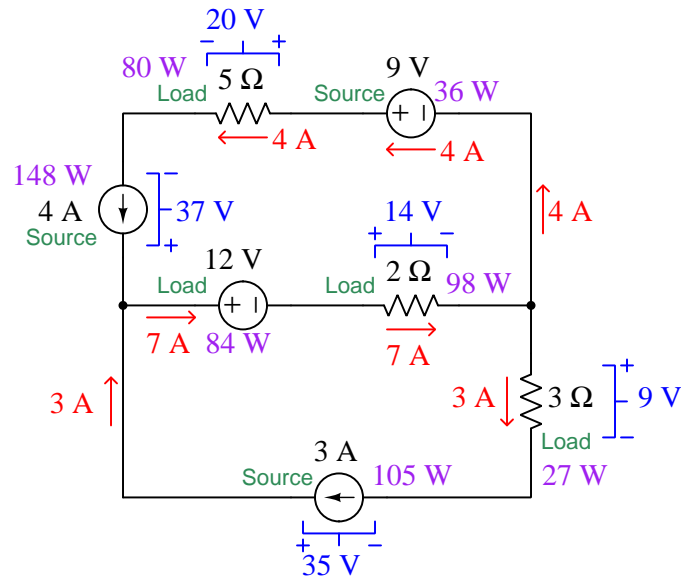 20 V
− +
80 W 5 Ω 9 V 36 W
Load Source
+ −
4 A 4 A
148 W −
4 A 37 V 14 V 4 A
Source + + −
12 V 2 Ω 98 W
Load Load
+ −
7 A 84 W 7 A
+
3 A 3 A 3 Ω 9 V
Load −
3 A
Source 105 W 27 W
+ −
35 V